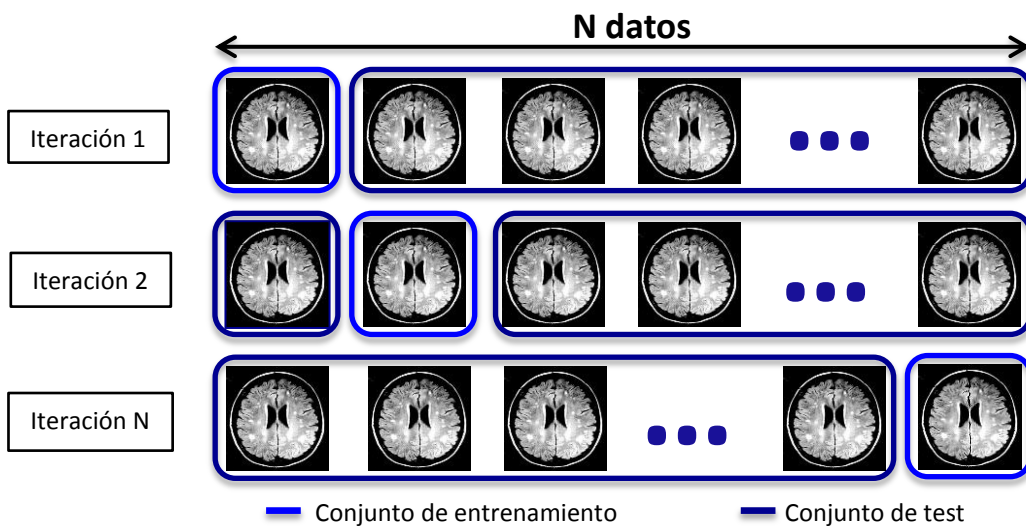 N datos
Iteración 1
Iteración 2
Iteración N
Conjunto de entrenamiento
Conjunto de test